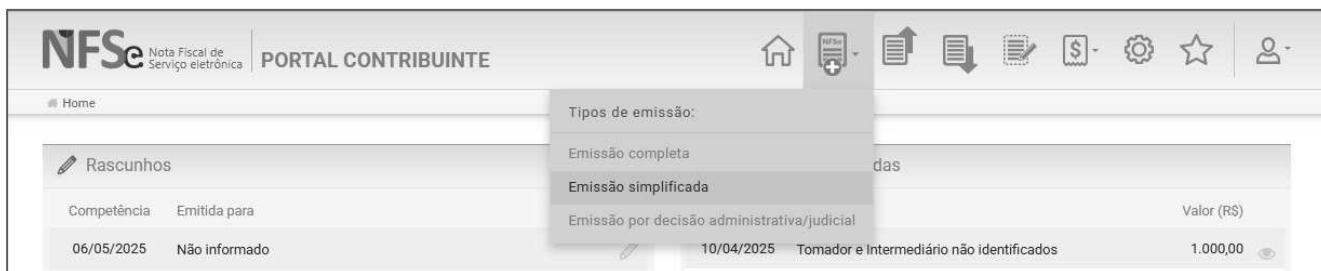 NFSe Nota Fiscal de
Serviço eletrônica
PORTAL CONTRIBUINTE
NFSe
$
Home
Tipos de emissão:
Emissão completa
Emissão simplificada
Emissão por decisão administrativa/judicial
Rascunhos
Competência Emitida para
06/05/2025 Não informado
das
Valor (R$)
10/04/2025 Tomador e Intermediário não identificados 1.000,00